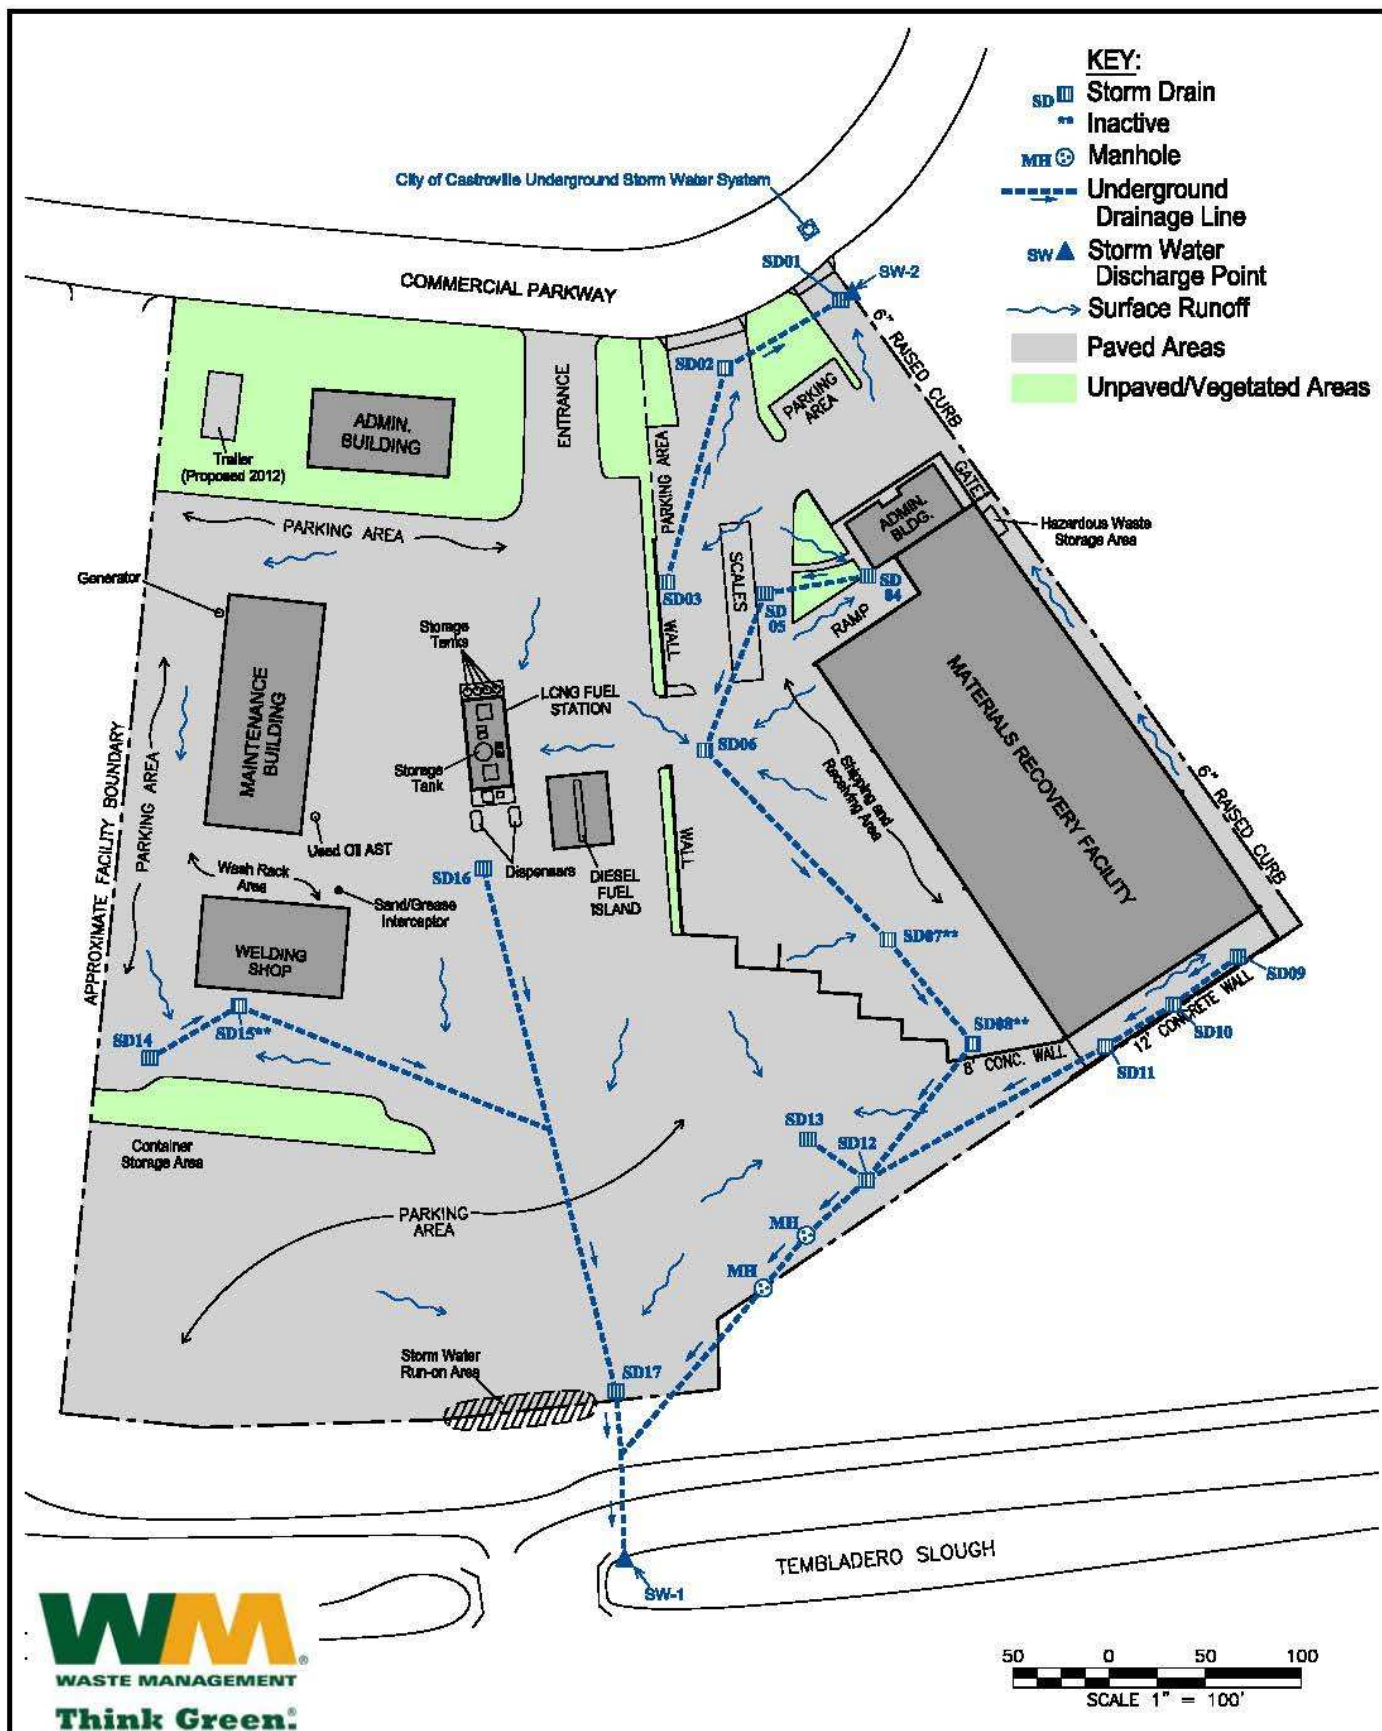 KEY:
SD Storm Drain
** Inactive
MH Manhole
Underground
Drainage Line
SW Storm Water
Discharge Point
Surface Runoff
Paved Areas
Unpaved/Vegetated Areas
City of Castroville Underground Storm Water System
COMMERCIAL PARKWAY
SD01
SW-2
6" RAISED CURB
SD02
PARKING
AREA
ENTRANCE
ADMIN.
BUILDING
Trailer
(Proposed 2012)
PARKING AREA
PARKING AREA
GATE
ADMIN.
BLDG.
Hazardous Waste
Storage Area
SCALES
SD03
SD
04
SD
05
RAMP
WALL
Generator
Storage
Tanks
LCNG FUEL
STATION
MAINTENANCE
BUILDING
MATERIALS RECOVERY FACILITY
SD06
Storage
Tank
Shipping and
Receiving Area
6" RAISED CURB
APPROXIMATE FACILITY BOUNDARY
PARKING AREA
Used Oil AST
Wash Rack
Area
Dispensers
DIESEL
FUEL
ISLAND
WALL
SD16
Sand/Grease
Interceptor
WELDING
SHOP
SD07**
SD09
SD10
12' CONCRETE WALL
SD08**
8' CONC. WALL
SD11
SD14
SD15**
SD13
SD12
Container
Storage Area
PARKING
AREA
MH
MH
Storm Water
Run-on Area
SD17
TEMBLADERO SLOUGH
SW-1
WM
WASTE MANAGEMENT
Think Green.®
50 0 50 100
SCALE 1" = 100'